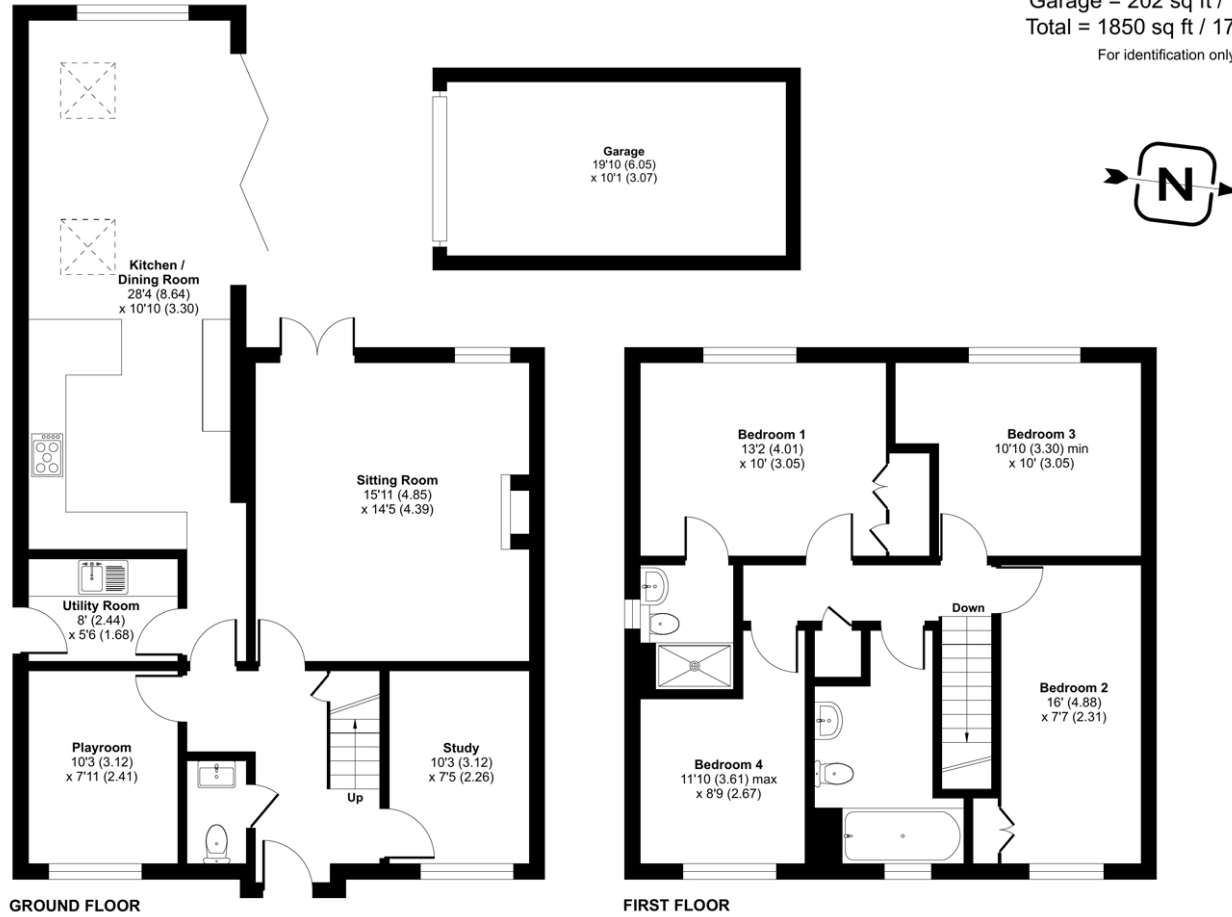 Garage = 202 sq ft /
Total = 1850 sq ft / 17
For identification only
N
Garage
19'10 (6.05)
x 10'1 (3.07)
Kitchen /
Dining Room
28'4 (8.64)
x 10'10 (3.30)
Sitting Room
15'11 (4.85)
x 14'5 (4.39)
Utility Room
8' (2.44)
x 5'6 (1.68)
Playroom
10'3 (3.12)
x 7'11 (2.41)
Study
10'3 (3.12)
x 7'5 (2.26)
Up
GROUND FLOOR
Bedroom 1
13'2 (4.01)
x 10' (3.05)
Bedroom 3
10'10 (3.30) min
x 10' (3.05)
Down
Bedroom 2
16' (4.88)
x 7'7 (2.31)
Bedroom 4
11'10 (3.61) max
x 8'9 (2.67)
FIRST FLOOR